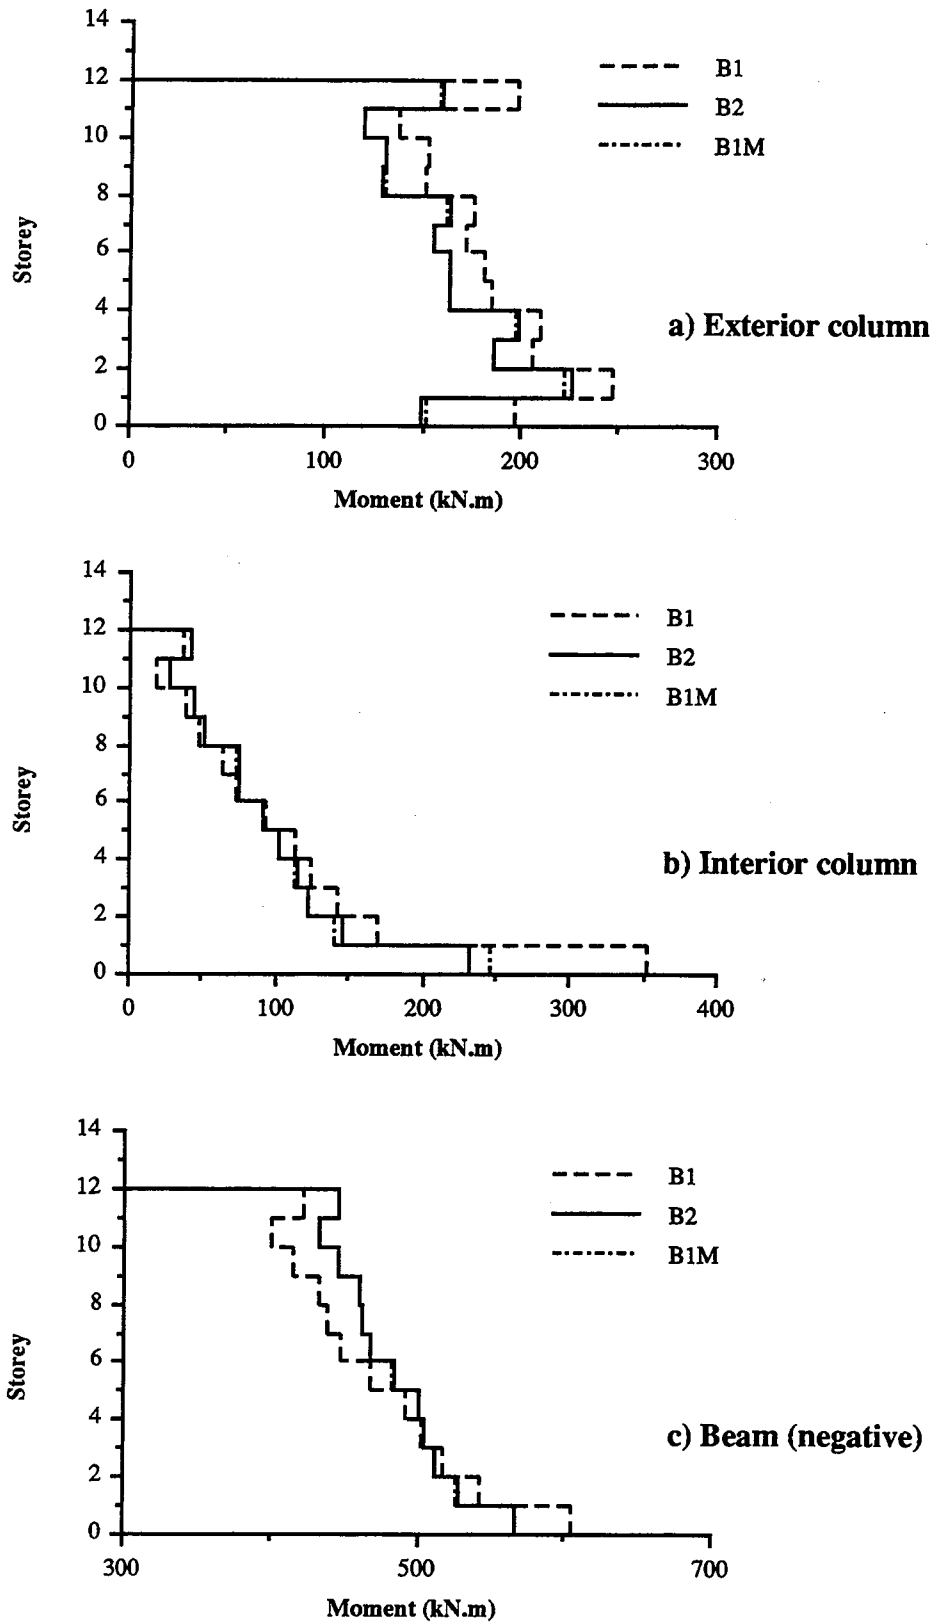 14
12
10
8
6
4
2
0
Storey
B1
B2
B1M
a) Exterior column
0 100 200 300
Moment (kN.m)
14
12
10
8
6
4
2
0
Storey
B1
B2
B1M
b) Interior column
0 100 200 300 400
Moment (kN.m)
14
12
10
8
6
4
2
0
Storey
B1
B2
B1M
c) Beam (negative)
300 500 700
Moment (kN.m)